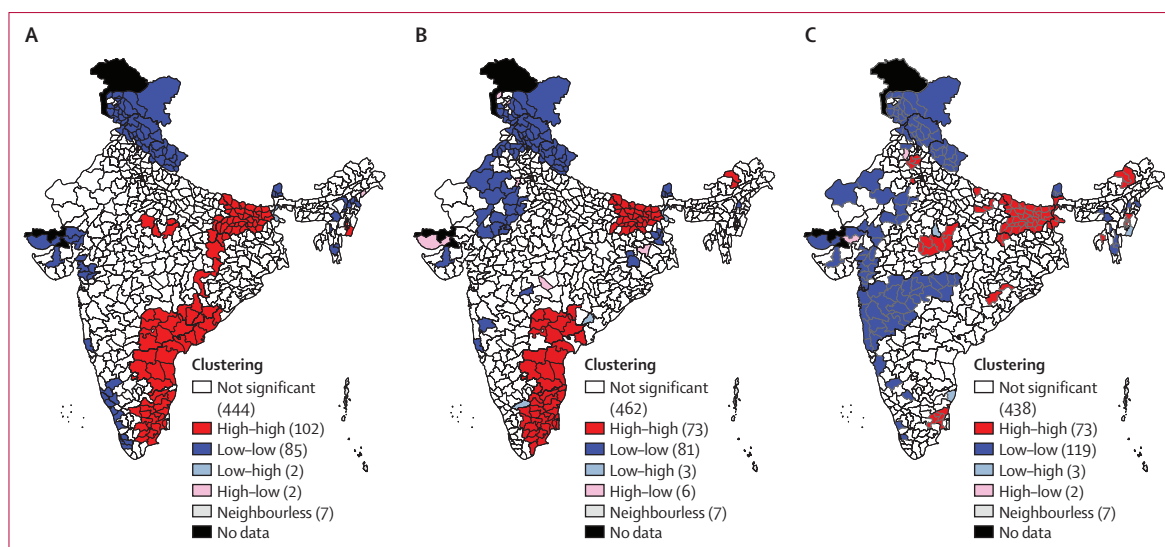 A
B
C
Clustering
Not significant
(444)
High–high (102)
Low–low (85)
Low–high (2)
High–low (2)
Neighbourless (7)
No data
Clustering
Not significant
(462)
High–high (73)
Low–low (81)
Low–high (3)
High–low (6)
Neighbourless (7)
No data
Clustering
Not significant
(438)
High–high (73)
Low–low (119)
Low–high (3)
High–low (2)
Neighbourless (7)
No data